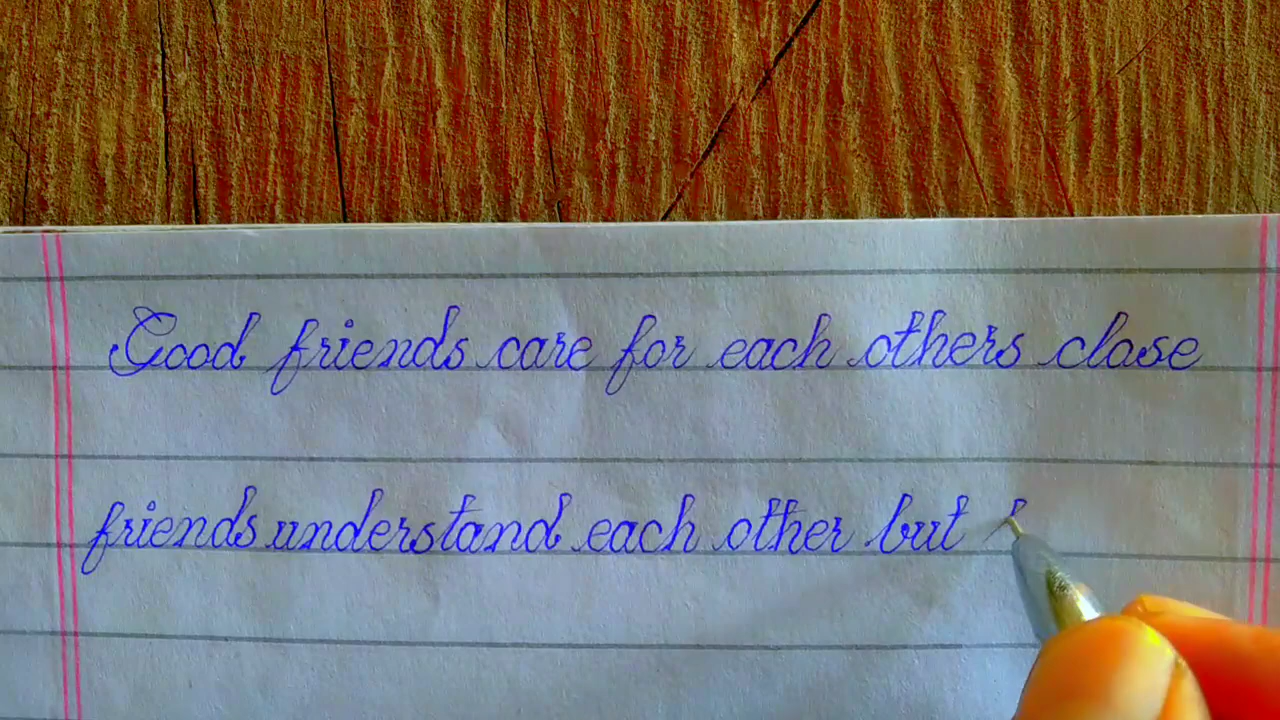 Good friends care for each others close
friends understand each other but